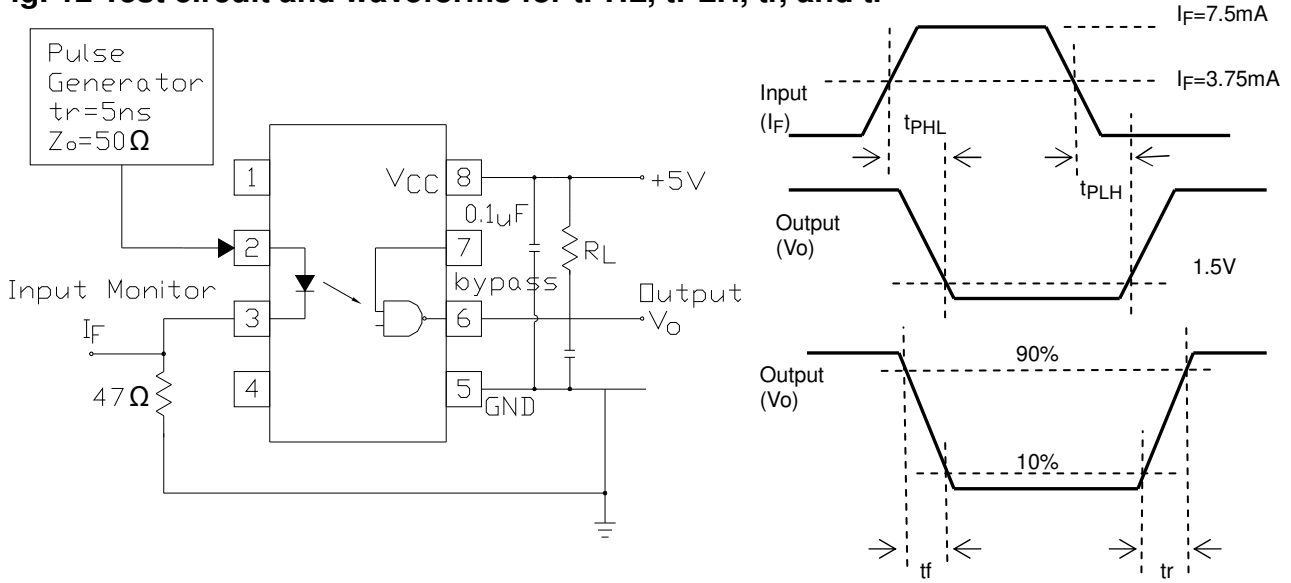 Fig. 12 Test circuit and waveforms for tPHL, tPLH, tr, and tf
Pulse
Generator
tr=5ns
Zo=50Ω
1
2
3
4
VCC
8
7
6
5
+5V
0.1uF
RL
bypass
Output
Vo
GND
Input Monitor
IF
47Ω
IF=7.5mA
IF=3.75mA
Input
(IF)
tPHL
tPLH
Output
(Vo)
1.5V
Output
(Vo)
90%
10%
tf
tr